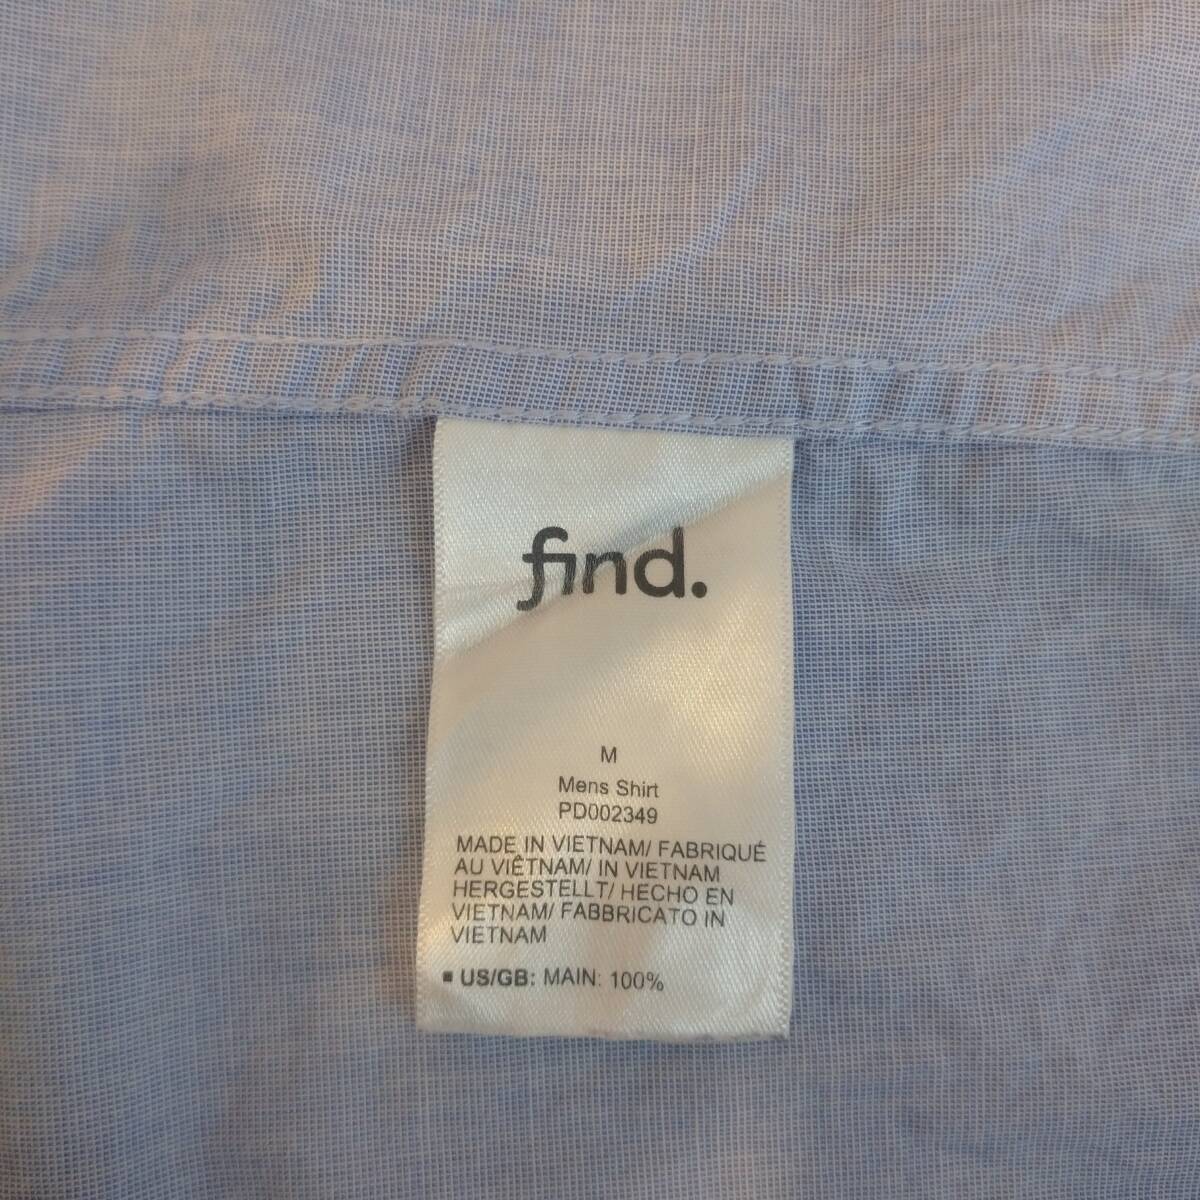 find.
M
Mens Shirt
PD002349
MADE IN VIETNAM/ FABRIQUÉ
AU VIÊTNAM/ IN VIETNAM
HERGESTELLT/ HECHO EN
VIETNAM/ FABBRICATO IN
VIETNAM
▪ US/GB: MAIN: 100%